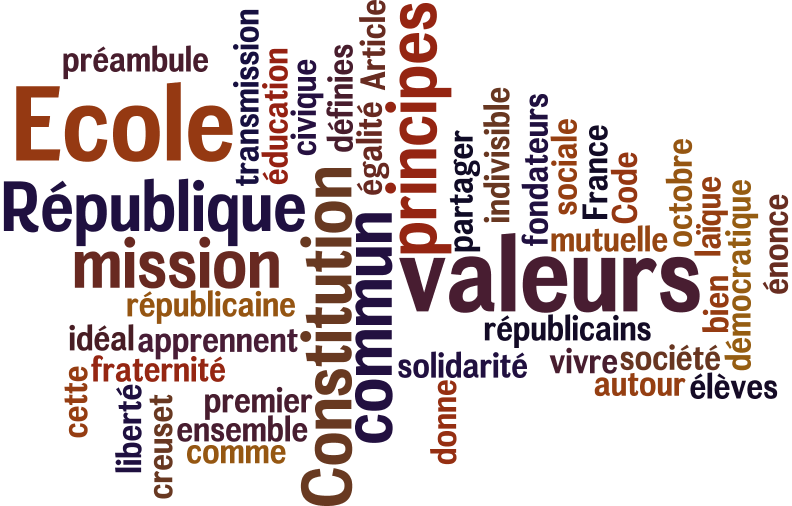 préambule
Ecole
République
mission
républicaine
idéal
apprennent
fraternité
cette
liberté
creuset
premier
ensemble
comme
transmission
éducation
civique
définies
Article
égalité
Constitution
commun
principes
partager
indivisible
fondateurs
sociale
France
Code
mutuelle
octobre
laïque
démocratique
énonce
bien
valeurs
républicains
solidarité
vivre
société
autour
élèves
donne